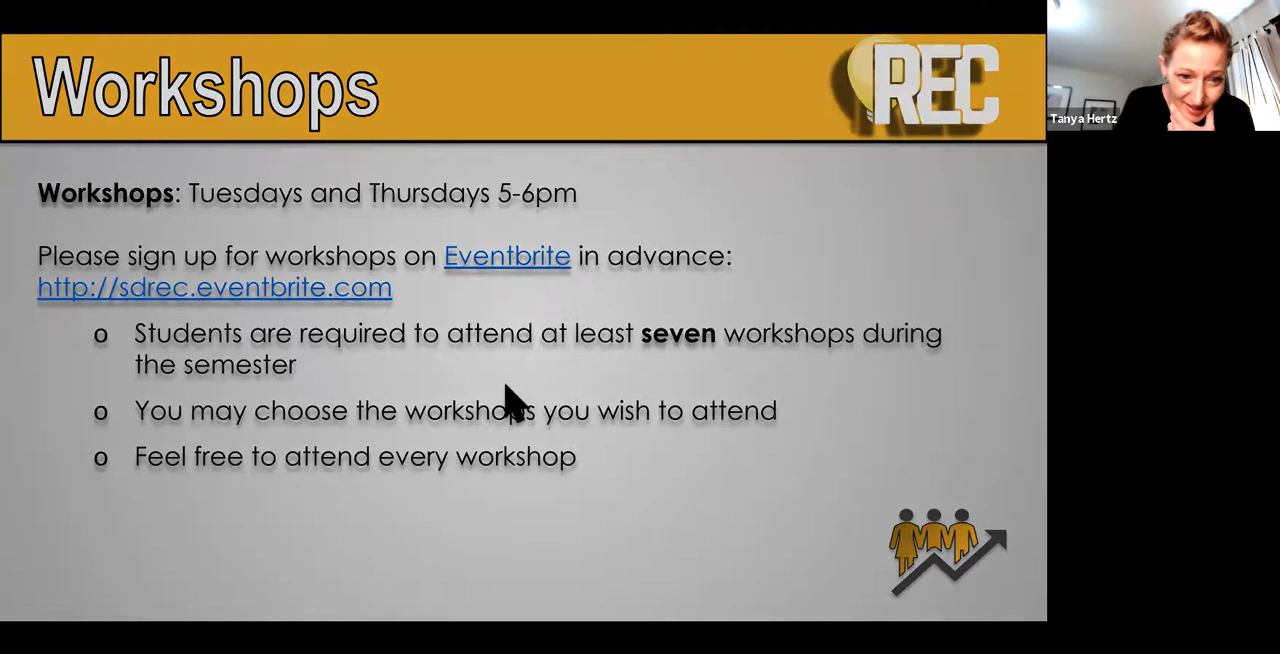 Workshops
REC
Tanya Hertz
Workshops: Tuesdays and Thursdays 5-6pm
Please sign up for workshops on Eventbrite in advance:
http://sdrec.eventbrite.com
o Students are required to attend at least seven workshops during
the semester
o You may choose the workshops you wish to attend
o Feel free to attend every workshop